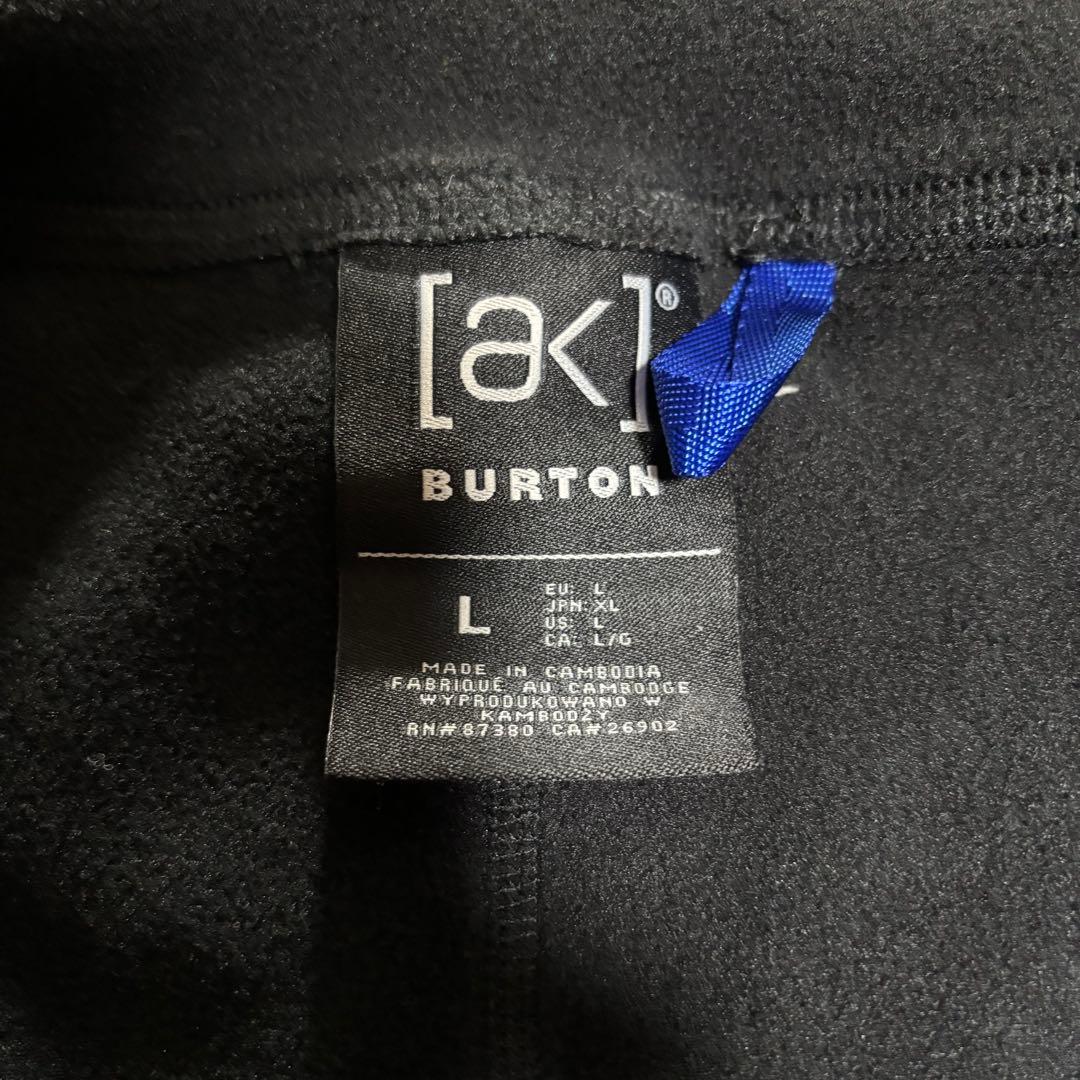 [ak]®
BURTON
L
EU: L
JPN: XL
US: L
CA: L/G
MADE IN CAMBODIA
FABRIQUÉ AU CAMBODGE
WYPRODUKOWANO W
KAMBODŻY
RN#87380 CA#26902